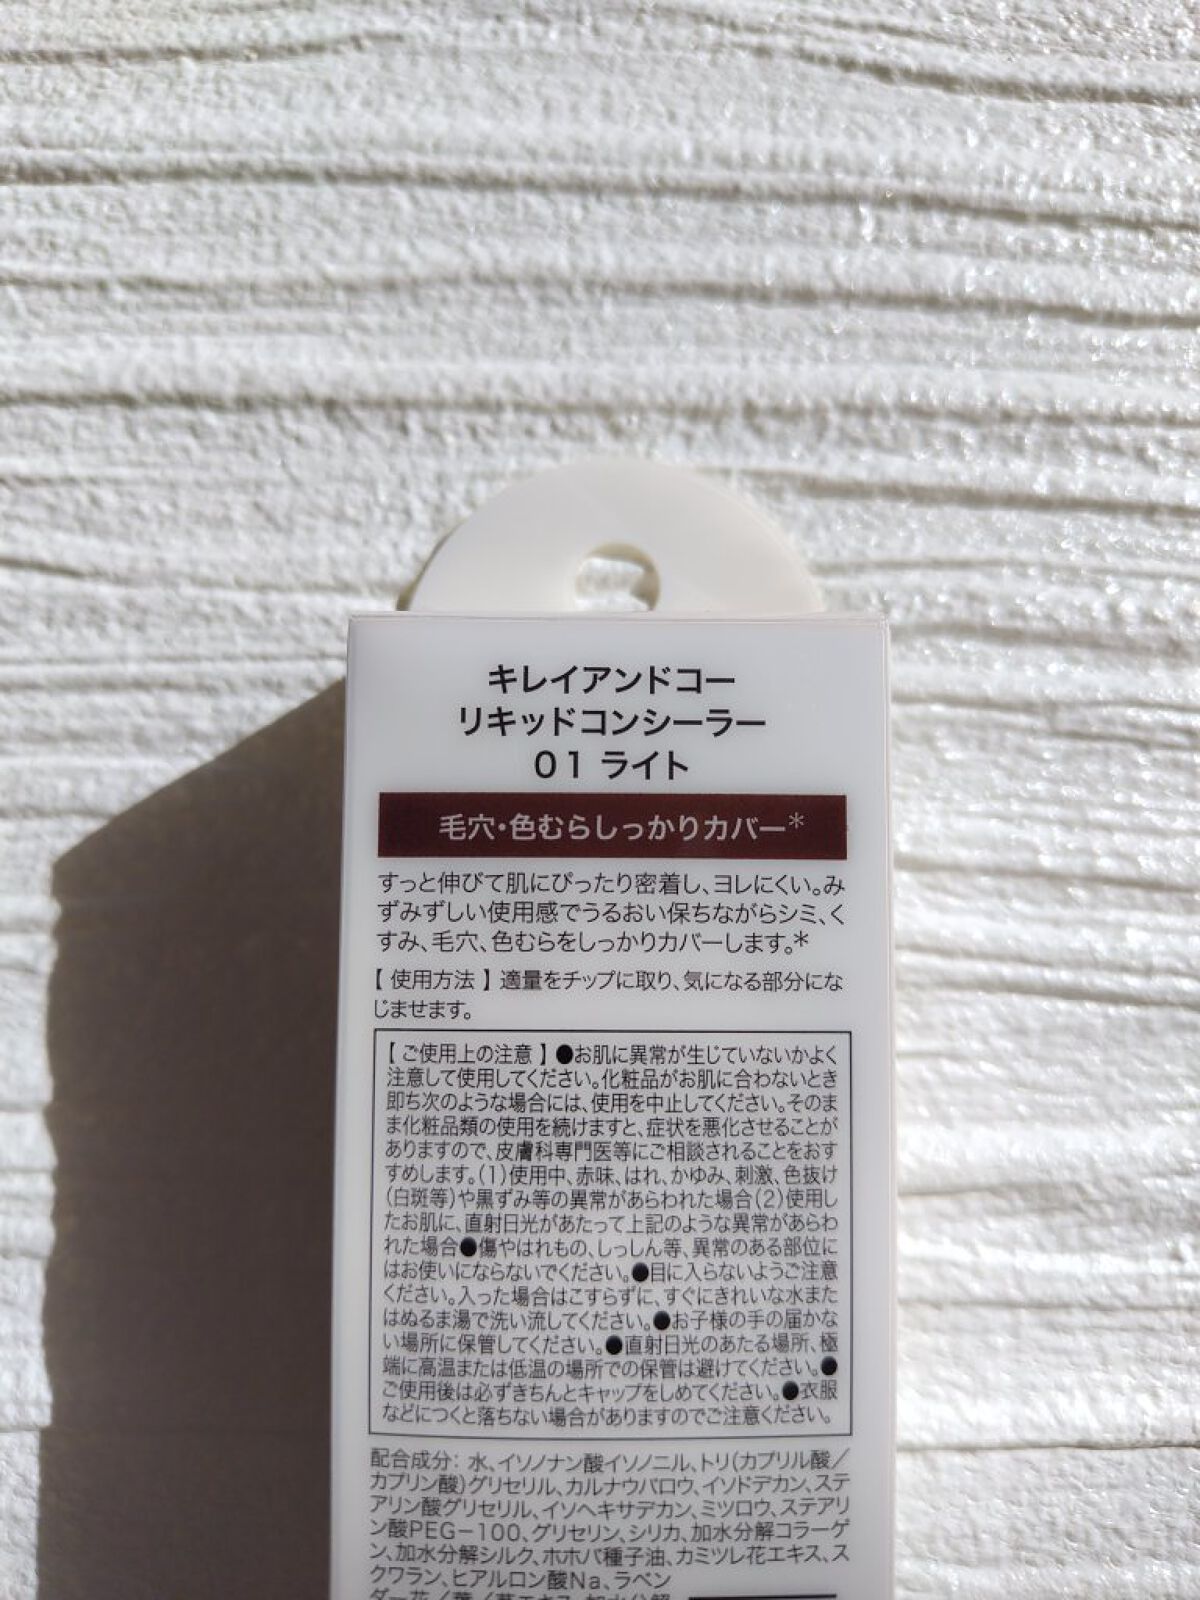 キレイアンドコー
リキッドコンシーラー
01 ライト
毛穴・色むらしっかりカバー＊
すっと伸びて肌にぴったり密着し、ヨレにくい。み
ずみずしい使用感でうるおい保ちながらシミ、く
すみ、毛穴、色むらをしっかりカバーします。＊
【 使用方法 】 適量をチップに取り、気になる部分にな
じませます。
【 ご使用上の注意 】●お肌に異常が生じていないかよく
注意して使用してください。化粧品がお肌に合わないとき
即ち次のような場合には、使用を中止してください。そのま
ま化粧品類の使用を続けますと、症状を悪化させることが
ありますので、皮膚科専門医等にご相談されることをおす
すめします。(1)使用中、赤味、はれ、かゆみ、刺激、色抜け
(白斑等)や黒ずみ等の異常があらわれた場合(2)使用し
たお肌に、直射日光があたって上記のような異常があらわ
れた場合●傷やはれもの、しっしん等、異常のある部位に
はお使いにならないでください。●目に入らないようご注意
ください。入った場合はこすらずに、すぐにきれいな水また
はぬるま湯で洗い流してください。●お子様の手の届かな
い場所に保管してください。●直射日光のあたる場所、極
端に高温または低温の場所での保管は避けてください。●
ご使用後は必ずきちんとキャップをしめてください。●衣服
などにつくと落ちない場合がありますのでご注意ください。
配合成分：水、イソノナン酸イソノニル、トリ(カプリル酸／
カプリン酸)グリセリル、カルナウバロウ、イソドデカン、ステ
アリン酸グリセリル、イソヘキサデカン、ミツロウ、ステアリ
ン酸PEG－100、グリセリン、シリカ、加水分解コラーゲ
ン、加水分解シルク、ホホバ種子油、カミツレ花エキス、ス
クワラン、ヒアルロン酸Na、ラベン
ダー花／葉／茎エキス、加水分解